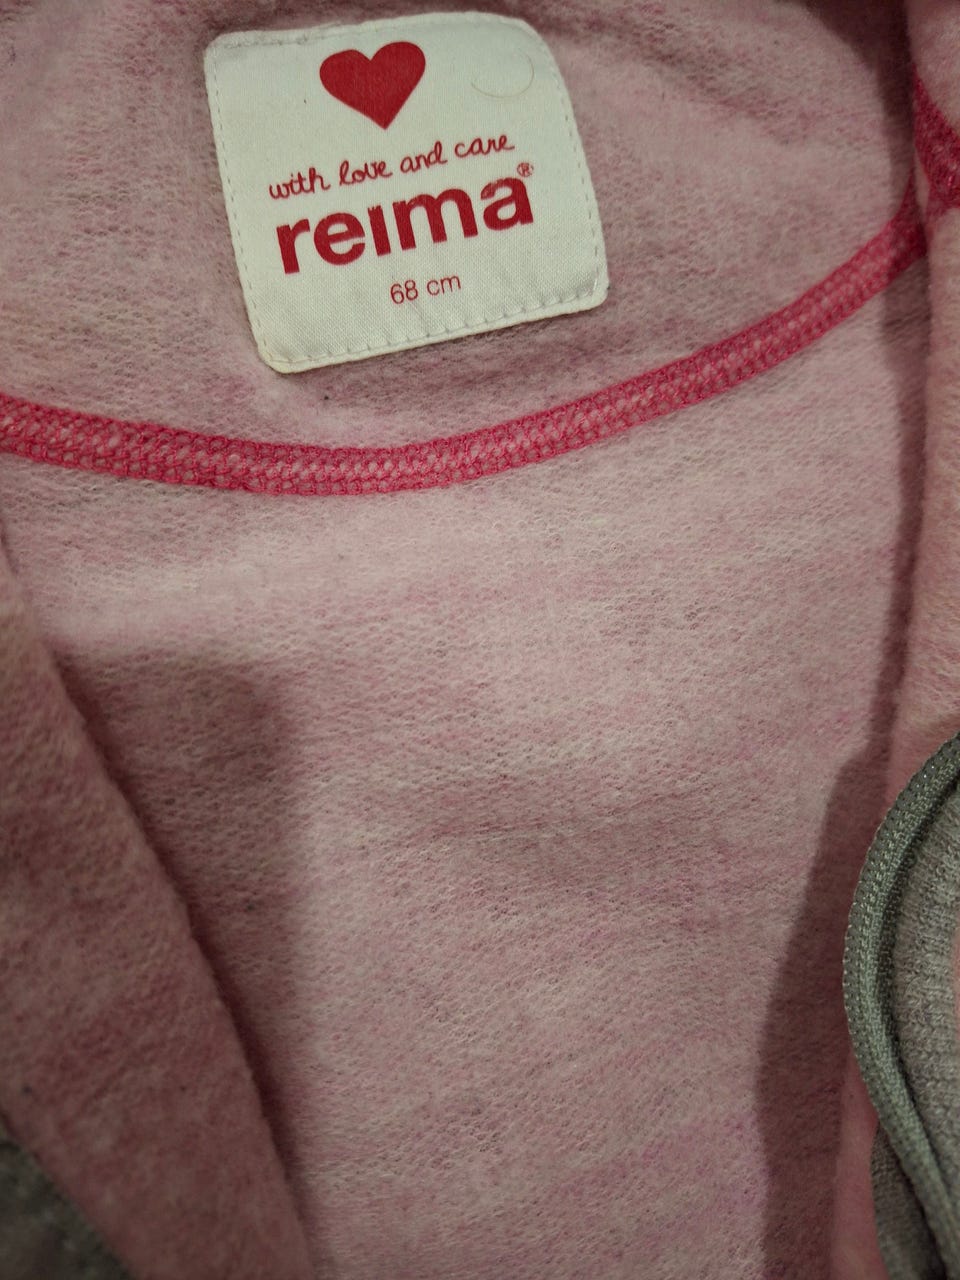 with love and care
reima®
68 cm